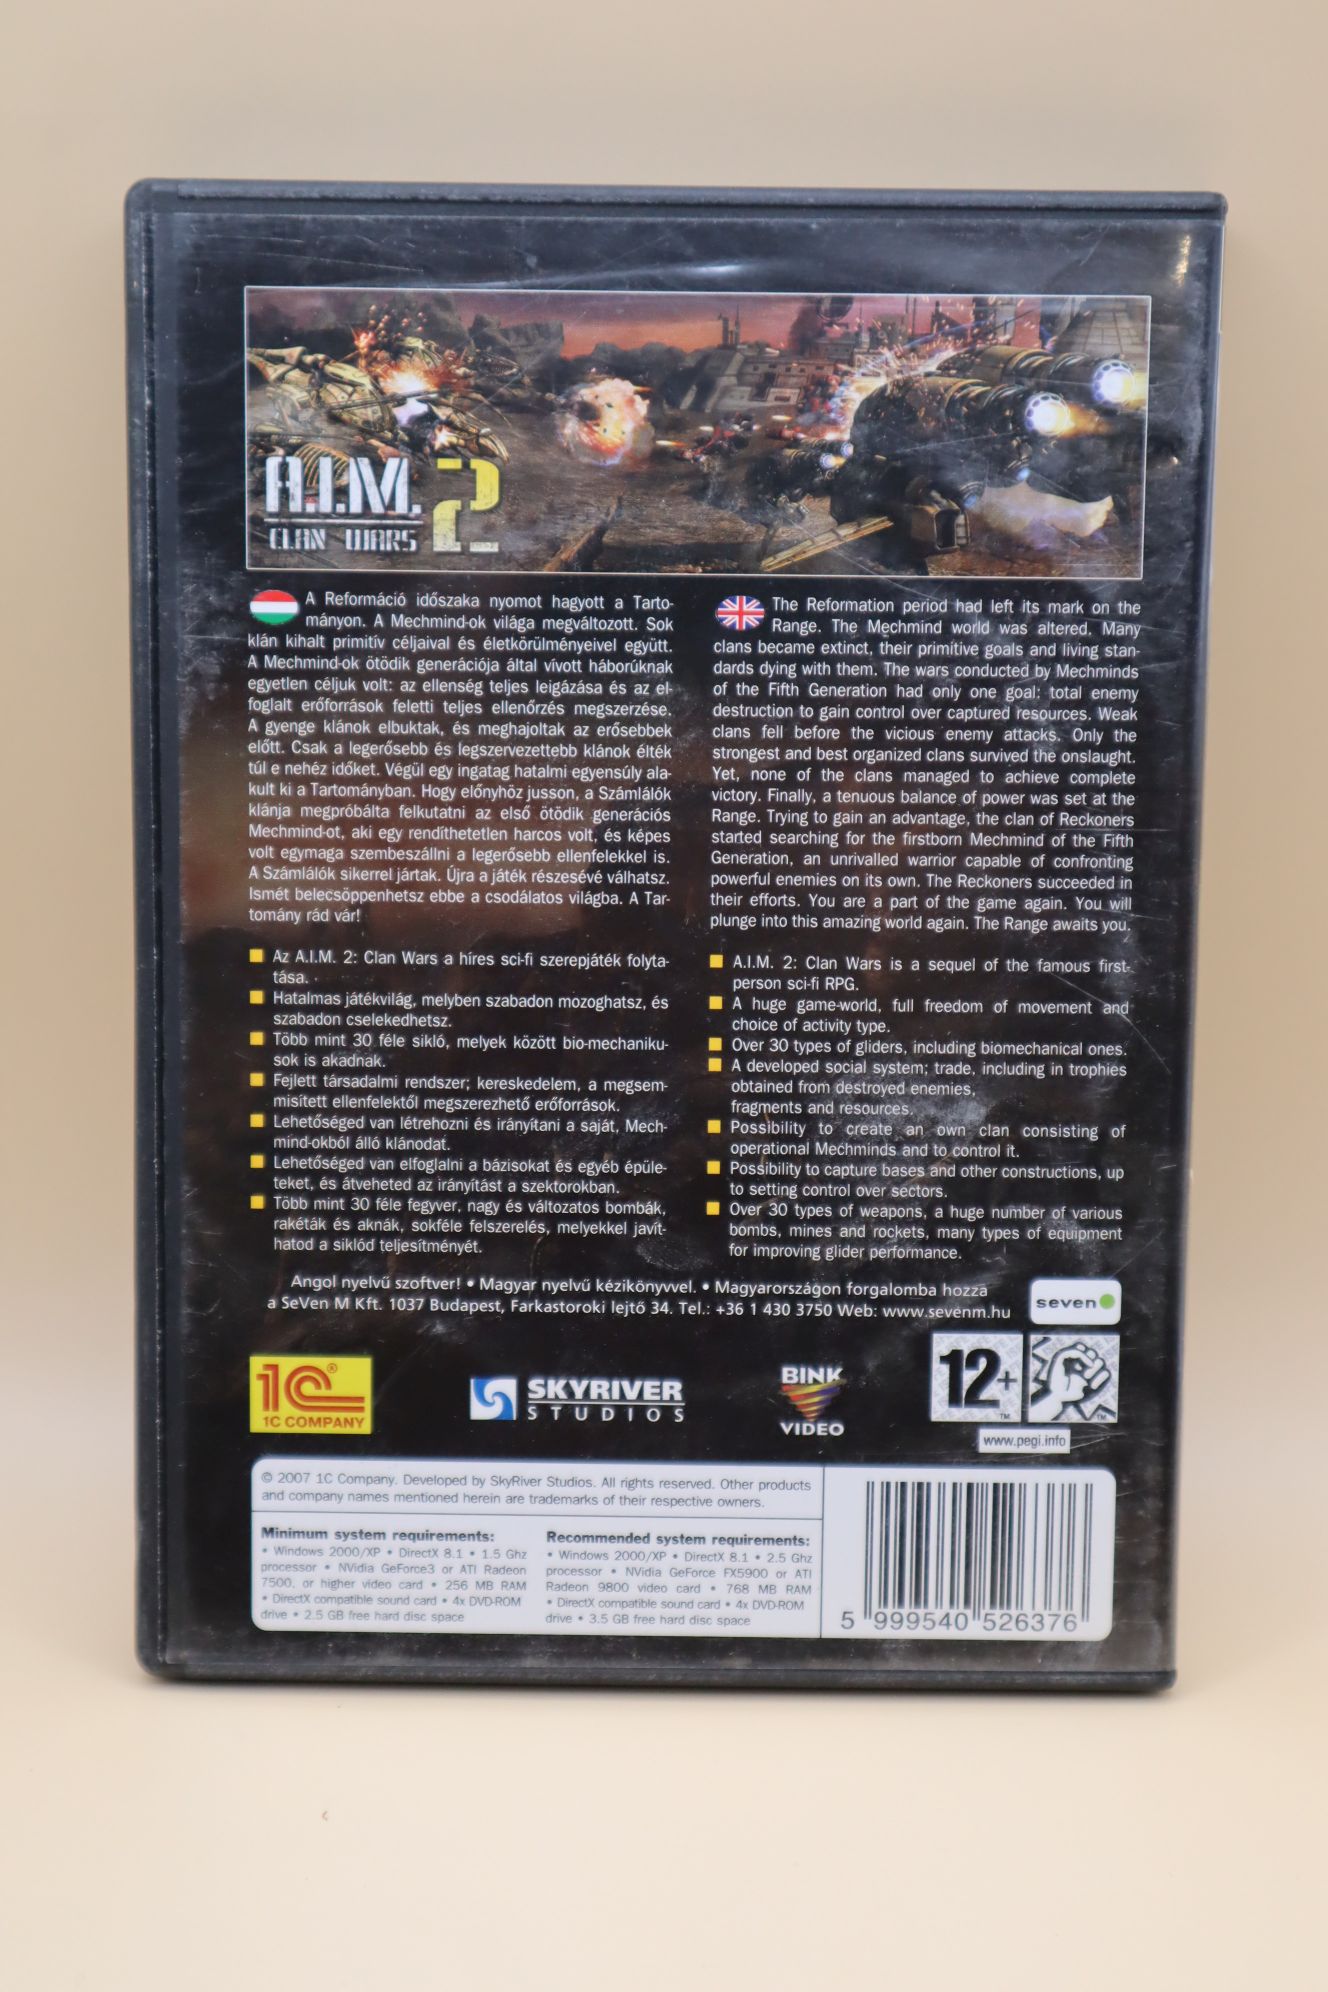 A.I.M. 2
CLAN WARS
A Reformáció időszaka nyomot hagyott a Tarto-
mányon. A Mechmind-ok világa megváltozott. Sok
klán kihalt primitív céljaival és életkörülményeivel együtt.
A Mechmind-ok ötödik generációja által vívott háborúknak
egyetlen céljuk volt: az ellenség teljes leigázása és az el-
foglalt erőforrások feletti teljes ellenőrzés megszerzése.
A gyenge klánok elbuktak, és meghajoltak az erősebbek
előtt. Csak a legerősebb és legszervezettebb klánok élték
túl e nehéz időket. Végül egy ingatag hatalmi egyensúly ala-
kult ki a Tartományban. Hogy előnyhöz jusson, a Számlálók
klánja megpróbálta felkutatni az első ötödik generációs
Mechmind-ot, aki egy rendíthetetlen harcos volt, és képes
volt egymaga szembeszállni a legerősebb ellenfelekkel is.
A Számlálók sikerrel jártak. Újra a játék részesévé válhatsz.
Ismét belecsöppenhetsz ebbe a csodálatos világba. A Tar-
tomány rád vár!
Az A.I.M. 2: Clan Wars a híres sci-fi szerepjáték folyta-
tása.
Hatalmas játékvilág, melyben szabadon mozoghatsz, és
szabadon cselekedhetsz.
Több mint 30 féle sikló, melyek között bio-mechaniku-
sok is akadnak.
Fejlett társadalmi rendszer; kereskedelem, a megsem-
misített ellenfelektől megszerezhető erőforrások.
Lehetőséged van létrehozni és irányítani a saját, Mech-
mind-okból álló klánodat.
Lehetőséged van elfoglalni a bázisokat és egyéb épüle-
teket, és átveheted az irányítást a szektorokban.
Több mint 30 féle fegyver, nagy és változatos bombák,
rakéták és aknák, sokféle felszerelés, melyekkel javít-
hatod a siklód teljesítményét.
The Reformation period had left its mark on the
Range. The Mechmind world was altered. Many
clans became extinct, their primitive goals and living stan-
dards dying with them. The wars conducted by Mechminds
of the Fifth Generation had only one goal: total enemy
destruction to gain control over captured resources. Weak
clans fell before the vicious enemy attacks. Only the
strongest and best organized clans survived the onslaught.
Yet, none of the clans managed to achieve complete
victory. Finally, a tenuous balance of power was set at the
Range. Trying to gain an advantage, the clan of Reckoners
started searching for the firstborn Mechmind of the Fifth
Generation, an unrivalled warrior capable of confronting
powerful enemies on its own. The Reckoners succeeded in
their efforts. You are a part of the game again. You will
plunge into this amazing world again. The Range awaits you.
A.I.M. 2: Clan Wars is a sequel of the famous first-
person sci-fi RPG.
A huge game-world, full freedom of movement and
choice of activity type.
Over 30 types of gliders, including biomechanical ones.
A developed social system; trade, including in trophies
obtained from destroyed enemies,
fragments and resources.
Possibility to create an own clan consisting of
operational Mechminds and to control it.
Possibility to capture bases and other constructions, up
to setting control over sectors.
Over 30 types of weapons, a huge number of various
bombs, mines and rockets, many types of equipment
for improving glider performance.
Angol nyelvű szoftver! • Magyar nyelvű kézikönyvvel. • Magyarországon forgalomba hozza
a SeVen M Kft. 1037 Budapest, Farkastoroki lejtő 34. Tel.: +36 1 430 3750 Web: www.sevenm.hu
seven
1C®
1C COMPANY
SKYRIVER
STUDIOS
BINK
VIDEO
12+
™
™
www.pegi.info
© 2007 1C Company. Developed by SkyRiver Studios. All rights reserved. Other products
and company names mentioned herein are trademarks of their respective owners.
Minimum system requirements:
• Windows 2000/XP • DirectX 8.1 • 1.5 Ghz
processor • NVidia GeForce3 or ATI Radeon
7500, or higher video card • 256 MB RAM
• DirectX compatible sound card • 4x DVD-ROM
drive • 2.5 GB free hard disc space
Recommended system requirements:
• Windows 2000/XP • DirectX 8.1 • 2.5 Ghz
processor • NVidia GeForce FX5900 or ATI
Radeon 9800 video card • 768 MB RAM
• DirectX compatible sound card • 4x DVD-ROM
drive • 3.5 GB free hard disc space
5 999540 526376